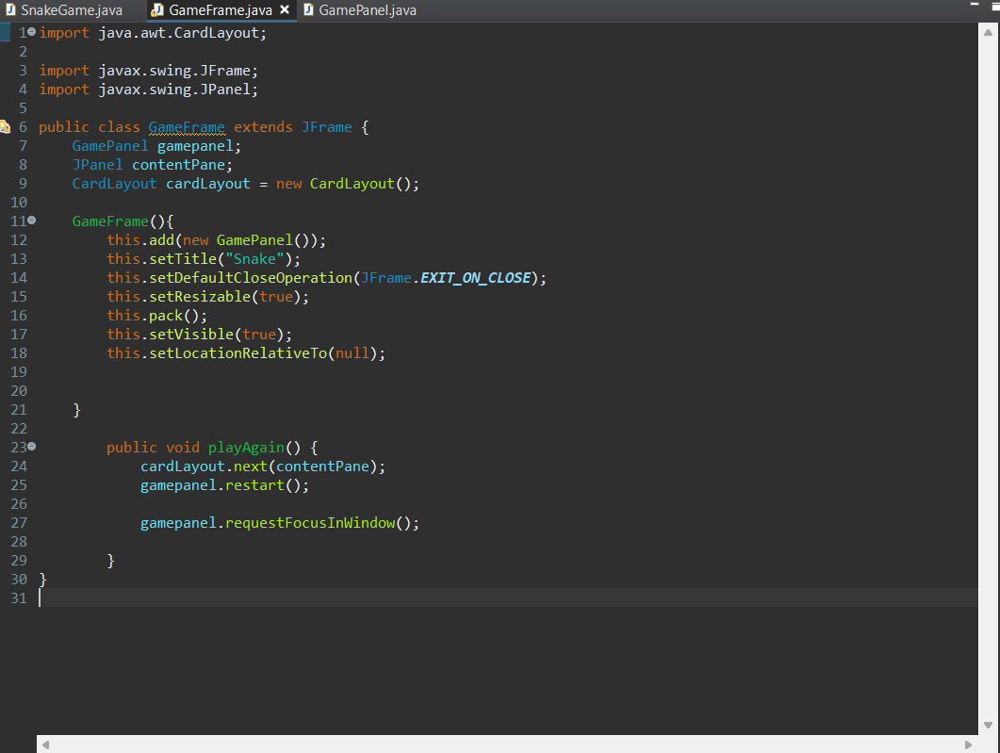 SnakeGame.java GameFrame.java GamePanel.java
1 import java.awt.CardLayout;
2
3 import javax.swing.JFrame;
4 import javax.swing.JPanel;
5
6 public class GameFrame extends JFrame {
7 GamePanel gamepanel;
8 JPanel contentPane;
9 CardLayout cardLayout = new CardLayout();
10
11 GameFrame(){
12 this.add(new GamePanel());
13 this.setTitle("Snake");
14 this.setDefaultCloseOperation(JFrame.EXIT_ON_CLOSE);
15 this.setResizable(true);
16 this.pack();
17 this.setVisible(true);
18 this.setLocationRelativeTo(null);
19
20
21 }
22
23 public void playAgain() {
24 cardLayout.next(contentPane);
25 gamepanel.restart();
26
27 gamepanel.requestFocusInWindow();
28
29 }
30 }
31